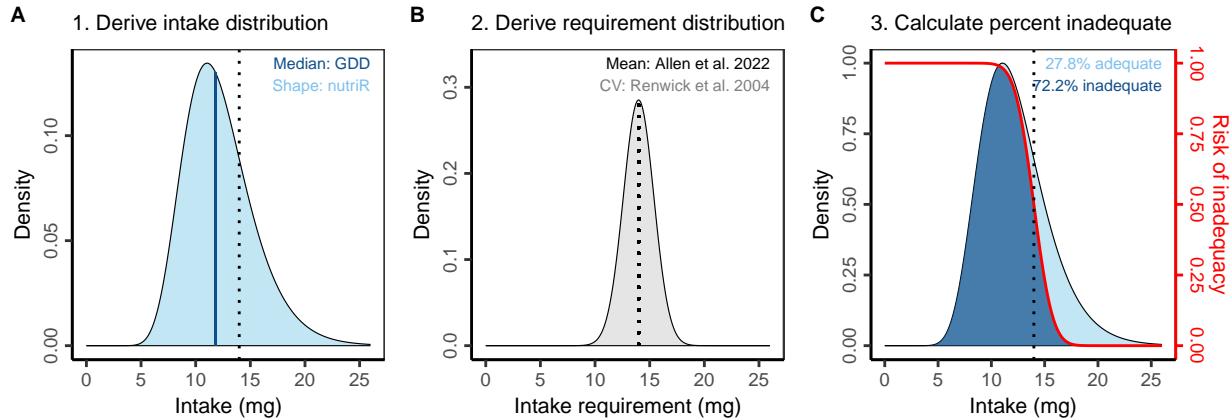 A
1. Derive intake distribution
Median: GDD
Shape: nutriR
Density
0.00
0.05
0.10
0 5 10 15 20 25
Intake (mg)
B
2. Derive requirement distribution
Mean: Allen et al. 2022
CV: Renwick et al. 2004
Density
0.0
0.1
0.2
0.3
0 5 10 15 20 25
Intake requirement (mg)
C
3. Calculate percent inadequate
27.8% adequate
72.2% inadequate
Density
0.00
0.25
0.50
0.75
1.00
0 5 10 15 20 25
Intake (mg)
Risk of inadequacy
0.00
0.25
0.50
0.75
1.00